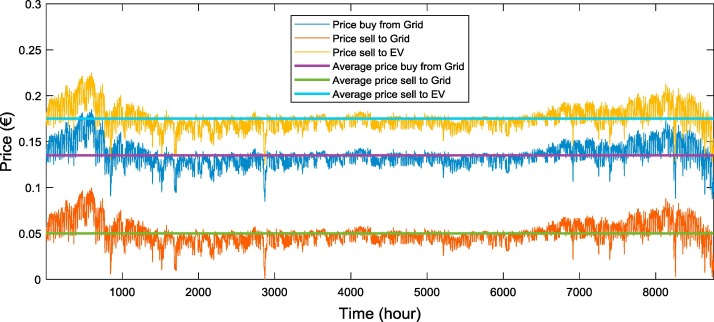 0.3
0.25
0.2
0.15
0.1
0.05
0
Price (€)
Price buy from Grid
Price sell to Grid
Price sell to EV
Average price buy from Grid
Average price sell to Grid
Average price sell to EV
1000 2000 3000 4000 5000 6000 7000 8000
Time (hour)